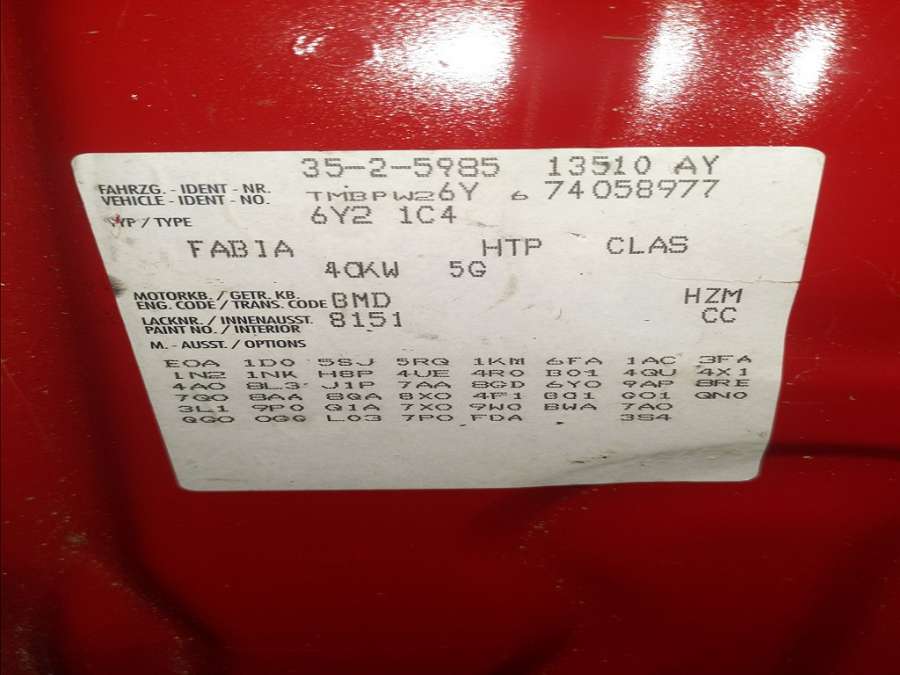 35-2-5985 13510 AY
FAHRZG. - IDENT - NR. TMBPW26Y 6 74058977
VEHICLE - IDENT - NO.
TYP / TYPE 6Y2 1C4
FABIA HTP CLAS
40KW 5G
MOTORKB. / GETR. KB. BMD HZM
ENG. CODE / TRANS. CODE
LACKNR. / INNENAUSST. 8151 CC
PAINT NO. / INTERIOR
M. - AUSST. / OPTIONS
E0A 1D0 5SJ 5RQ 1KM 6FA 1AC 3FA
1N2 1NK H8P 4UE 4R0 B01 4QU 4X1
4A0 8L3 J1P 7AA 8GD 6Y0 9AP 8RE
7Q0 8AA 8QA 8X0 4F1 8Q1 G01 QN0
3L1 9P0 Q1A 7X0 9W0 BWA 7A0
QG0 0GG L03 7P0 FDA 3S4